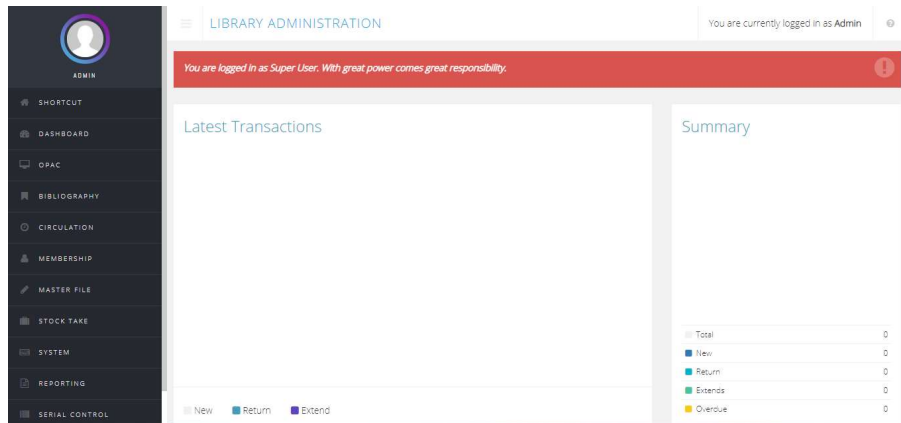 LIBRARY ADMINISTRATION
You are currently logged in as Admin
ADMIN
You are logged in as Super User. With great power comes great responsibility.
SHORTCUT
DASHBOARD
OPAC
BIBLIOGRAPHY
CIRCULATION
MEMBERSHIP
MASTER FILE
STOCK TAKE
SYSTEM
REPORTING
SERIAL CONTROL
Latest Transactions
New Return Extend
Summary
Total 0
New 0
Return 0
Extends 0
Overdue 0